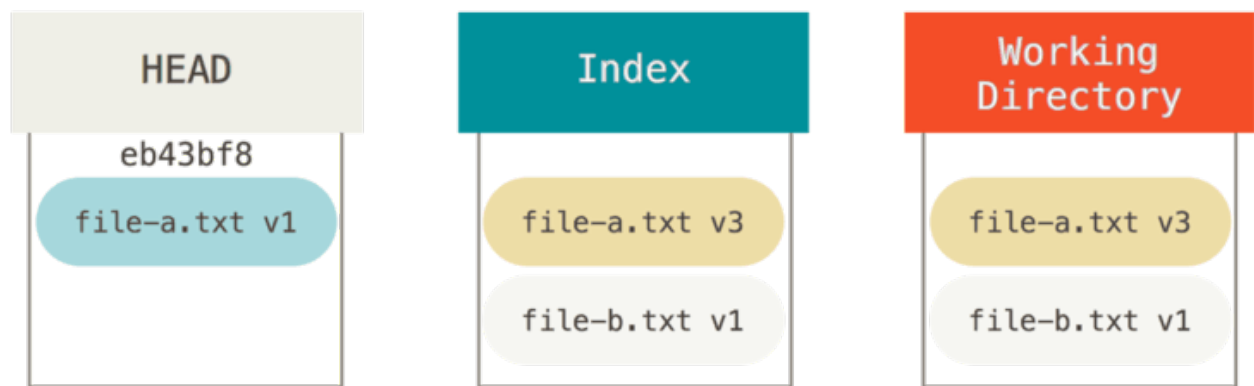 HEAD
Index
Working
Directory
eb43bf8
file-a.txt v1
file-a.txt v3
file-a.txt v3
file-b.txt v1
file-b.txt v1